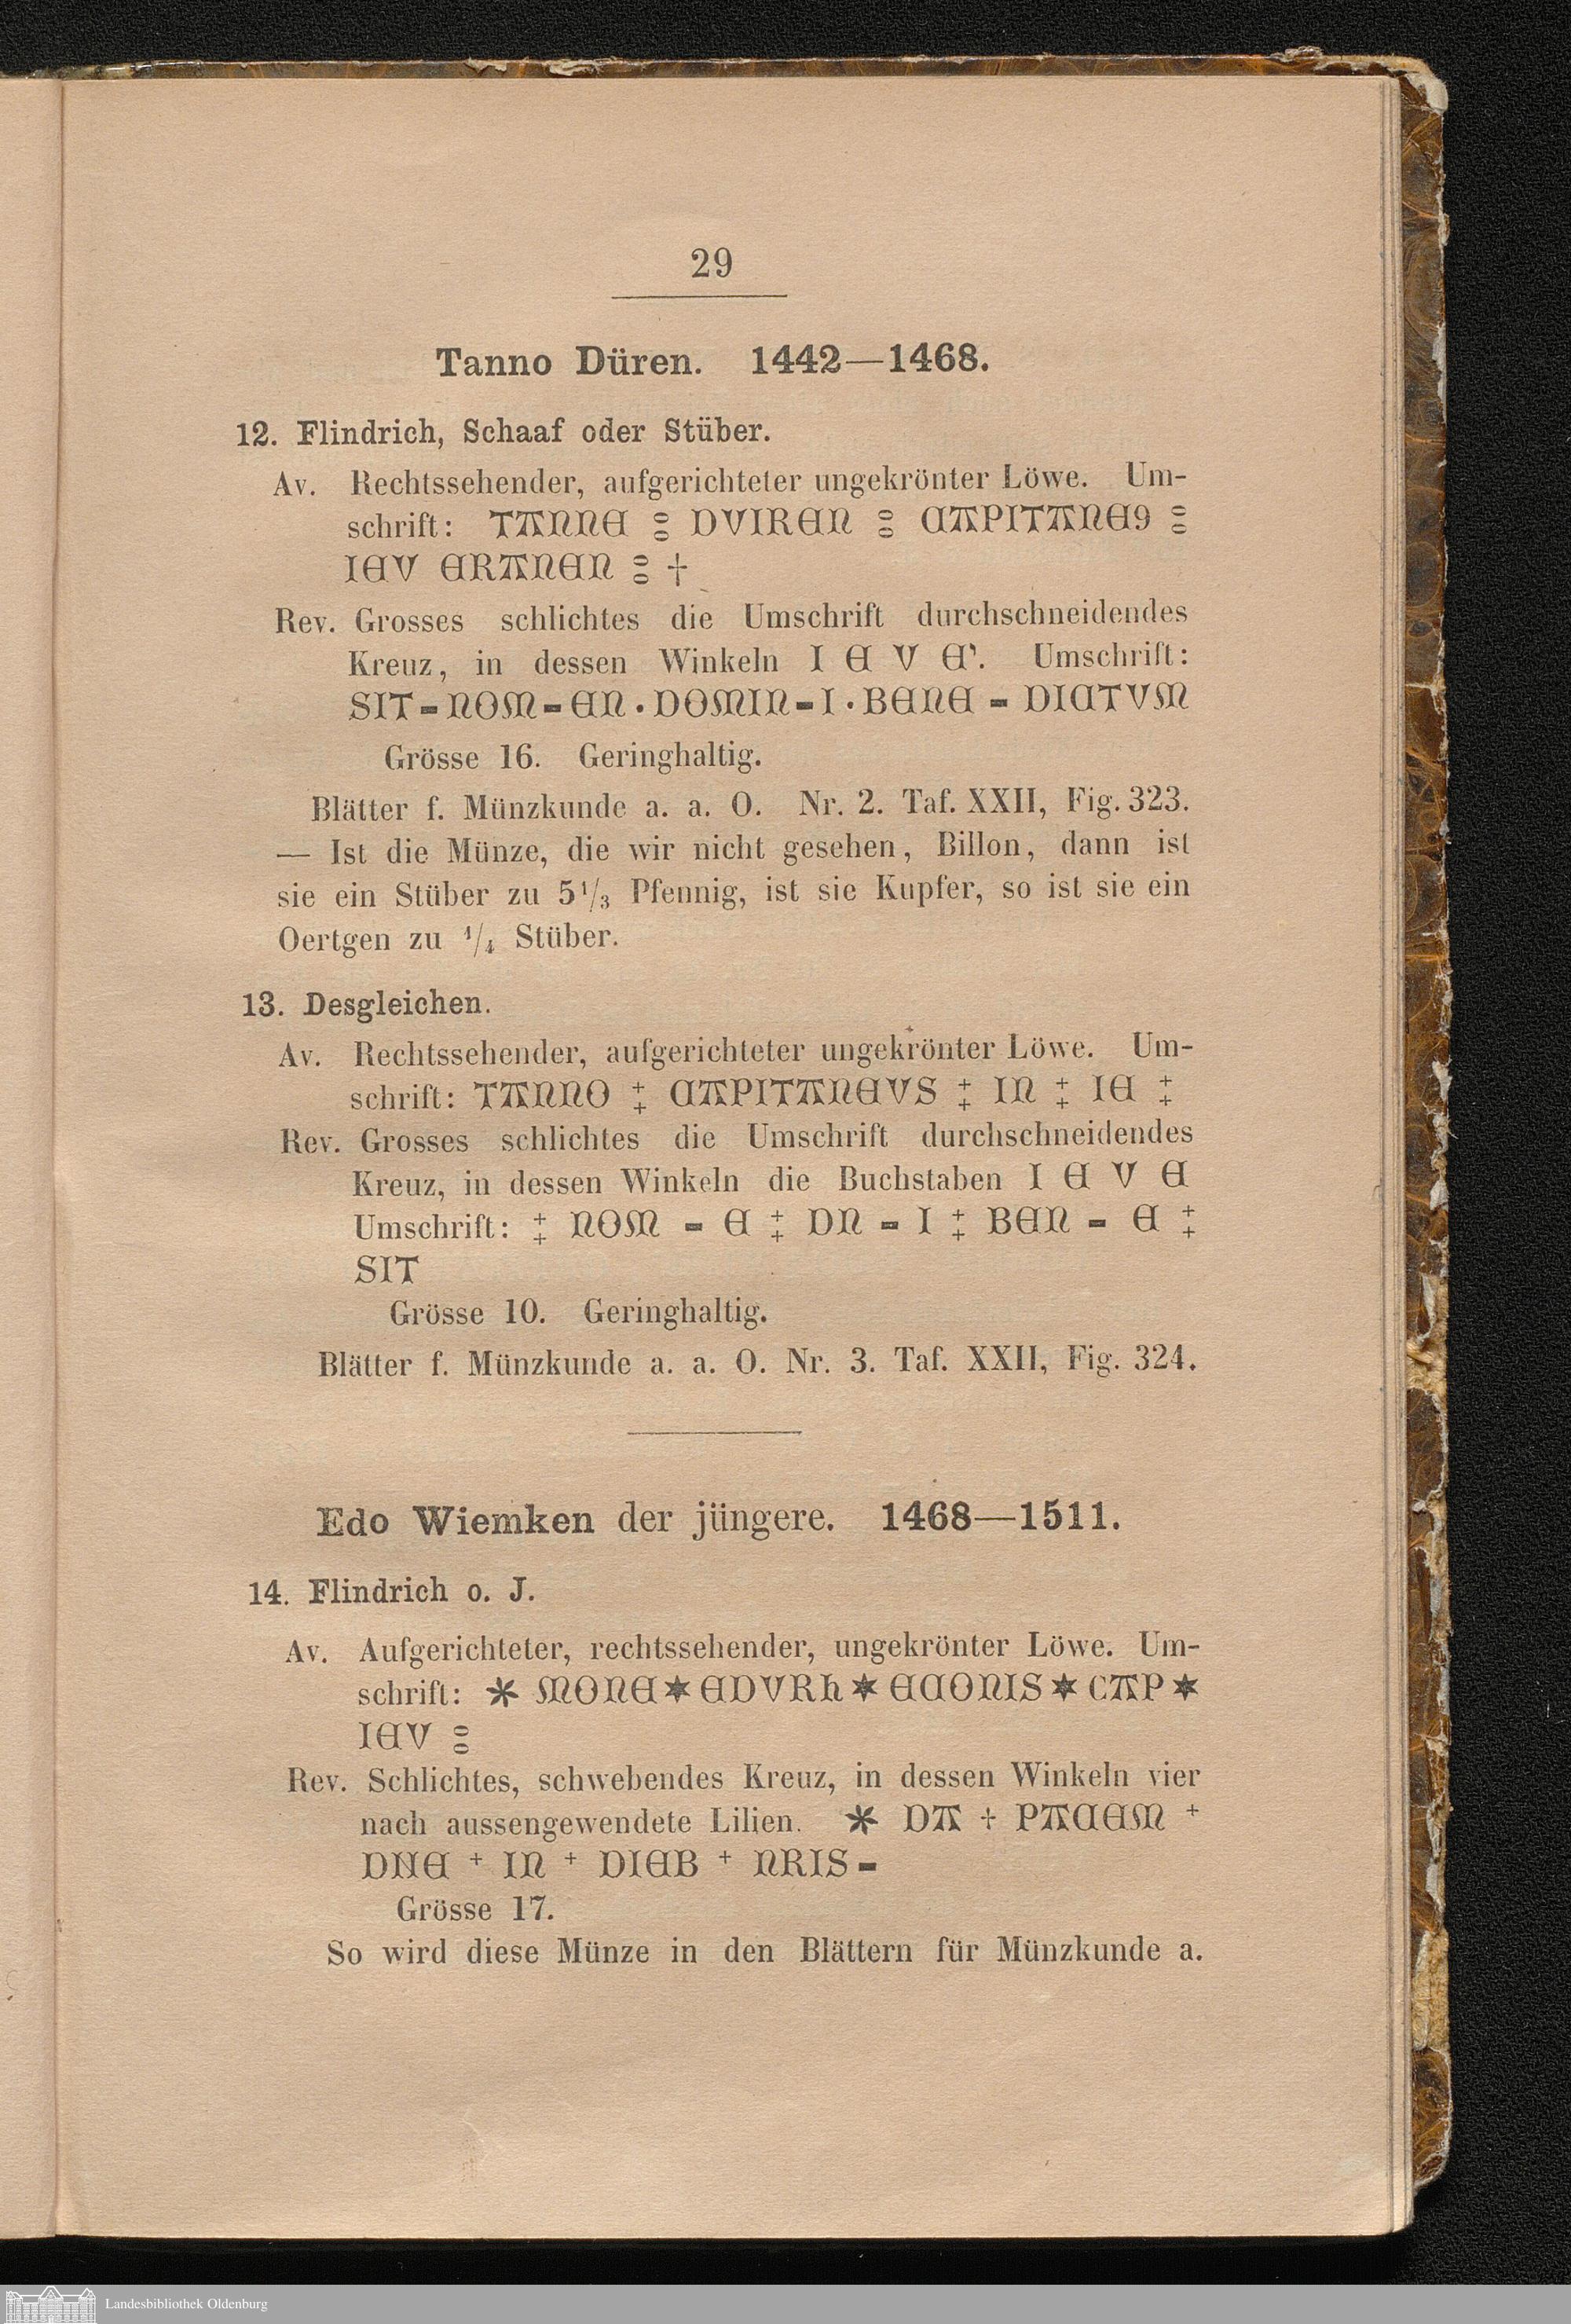 29
Tanno Düren. 1442—1468.
12. Flindrich, Schaaf oder Stüber.
Av. Rechtssehender, aufgerichteter ungekrönter Löwe. Um-
schrift: TANNE 8 DVIREN 8 CAPITANE9 8
IEV ERANEN 8 †
Rev. Grosses schlichtes die Umschrift durchschneidendes
Kreuz, in dessen Winkeln I E V E'. Umschrift:
SIT - NOM - EN · DOMIN - I · BENE - DICTVM
Grösse 16. Geringhaltig.
Blätter f. Münzkunde a. a. O. Nr. 2. Taf. XXII, Fig. 323.
— Ist die Münze, die wir nicht gesehen, Billon, dann ist
sie ein Stüber zu 5 1/3 Pfennig, ist sie Kupfer, so ist sie ein
Oertgen zu 1/4 Stüber.
13. Desgleichen.
Av. Rechtssehender, aufgerichteter ungekrönter Löwe. Um-
schrift: TANNO ‡ CAPITANEVS ‡ IN ‡ IE ‡
Rev. Grosses schlichtes die Umschrift durchschneidendes
Kreuz, in dessen Winkeln die Buchstaben I E V E
Umschrift: ‡ NOM - E ‡ DN - I ‡ BEN - E ‡
SIT
Grösse 10. Geringhaltig.
Blätter f. Münzkunde a. a. O. Nr. 3. Taf. XXII, Fig. 324.
Edo Wiemken der jüngere. 1468—1511.
14. Flindrich o. J.
Av. Aufgerichteter, rechtssehender, ungekrönter Löwe. Um-
schrift: * MONE ★ EDVRh ★ ECONIS ★ CAP ★
IEV 8
Rev. Schlichtes, schwebendes Kreuz, in dessen Winkeln vier
nach aussengewendete Lilien. * DA + PACEM +
DNE + IN + DIEB + NRIS -
Grösse 17.
So wird diese Münze in den Blättern für Münzkunde a.
Landesbibliothek Oldenburg